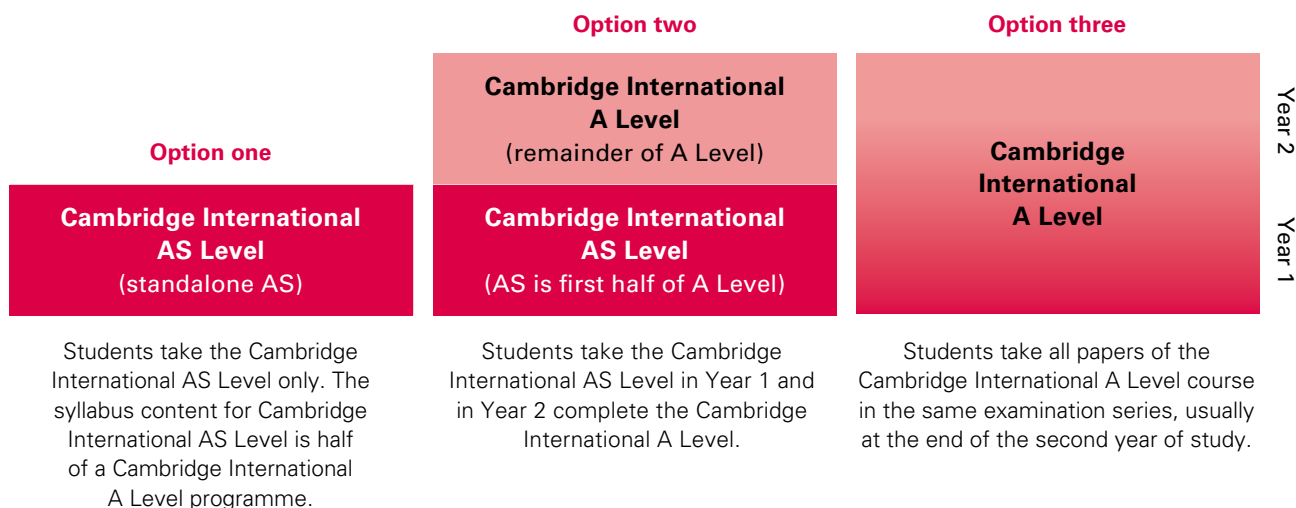 Option one
Cambridge International
AS Level
(standalone AS)
Students take the Cambridge
International AS Level only. The
syllabus content for Cambridge
International AS Level is half
of a Cambridge International
A Level programme.
Option two
Cambridge International
A Level
(remainder of A Level)
Cambridge International
AS Level
(AS is first half of A Level)
Students take the Cambridge
International AS Level in Year 1 and
in Year 2 complete the Cambridge
International A Level.
Option three
Cambridge
International
A Level
Students take all papers of the
Cambridge International A Level course
in the same examination series, usually
at the end of the second year of study.
Year 2
Year 1